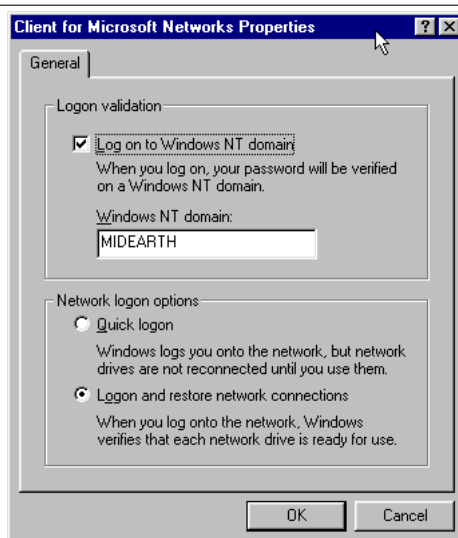 Client for Microsoft Networks Properties
General
Logon validation
Log on to Windows NT domain
When you log on, your password will be verified
on a Windows NT domain.
Windows NT domain:
MIDEARTH
Network logon options
Quick logon
Windows logs you onto the network, but network
drives are not reconnected until you use them.
Logon and restore network connections
When you log onto the network, Windows
verifies that each network drive is ready for use.
OK
Cancel